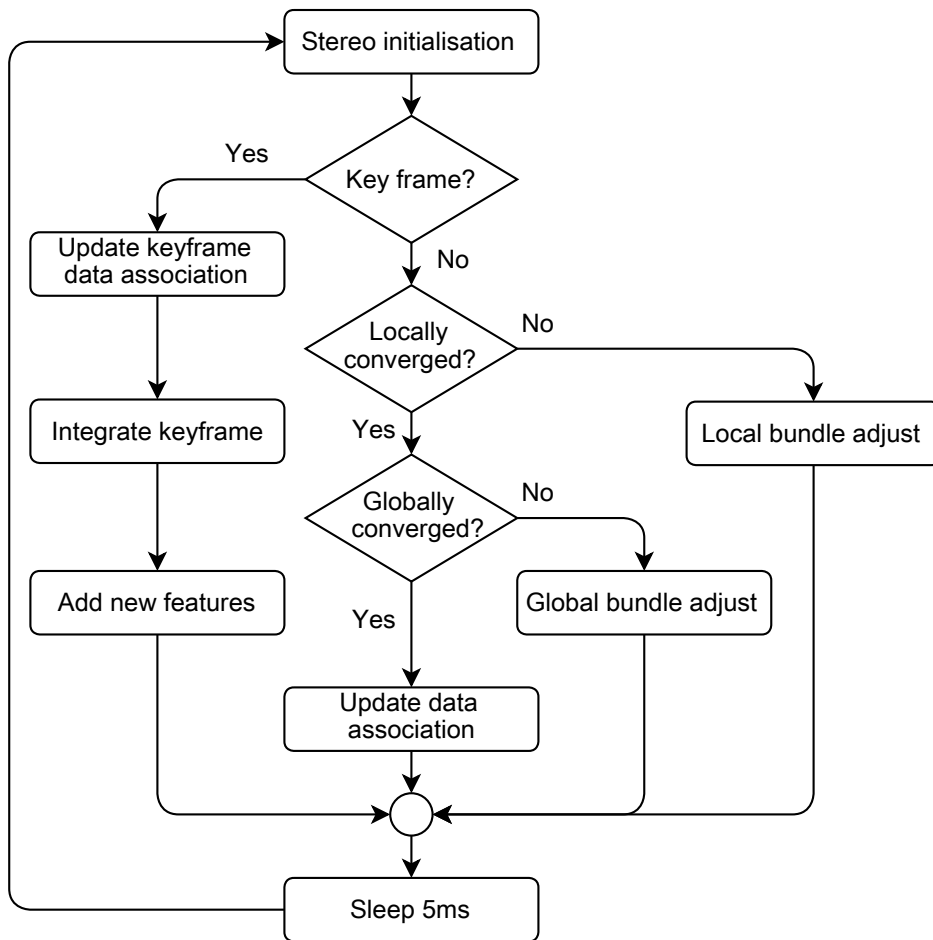 Stereo initialisation
Yes
Key frame?
Update keyframe
data association
No
Locally
converged?
No
Integrate keyframe
Yes
Local bundle adjust
Globally
converged?
No
Add new features
Global bundle adjust
Yes
Update data
association
Sleep 5ms